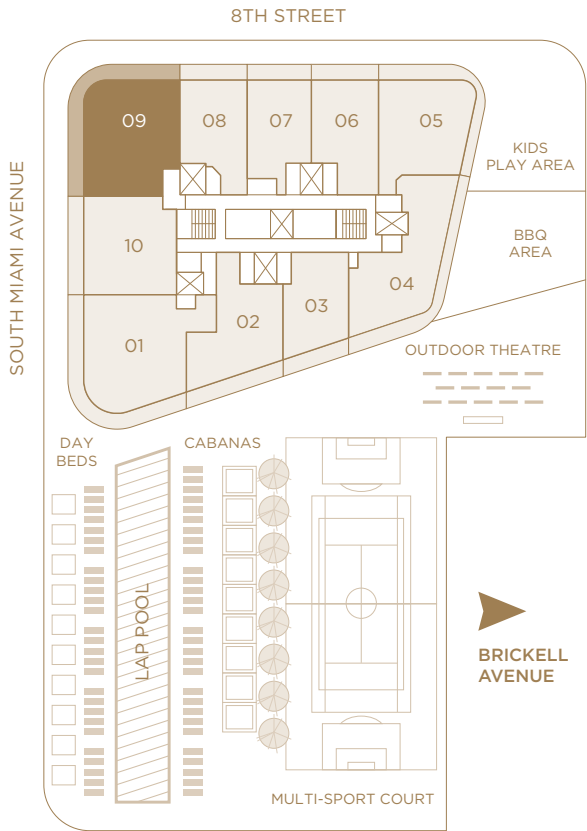 8TH STREET
SOUTH MIAMI AVENUE
09
08
07
06
05
KIDS
PLAY AREA
10
BBQ
AREA
04
03
02
01
OUTDOOR THEATRE
DAY
BEDS
CABANAS
LAP POOL
BRICKELL
AVENUE
MULTI-SPORT COURT